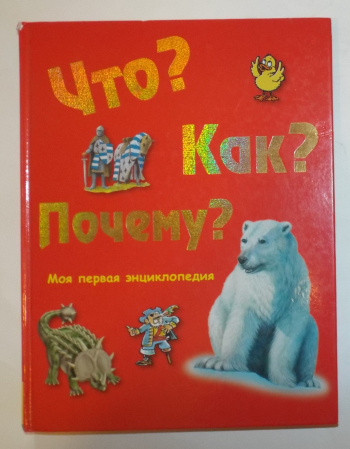 Что?
Как?
Почему?
Моя первая энциклопедия